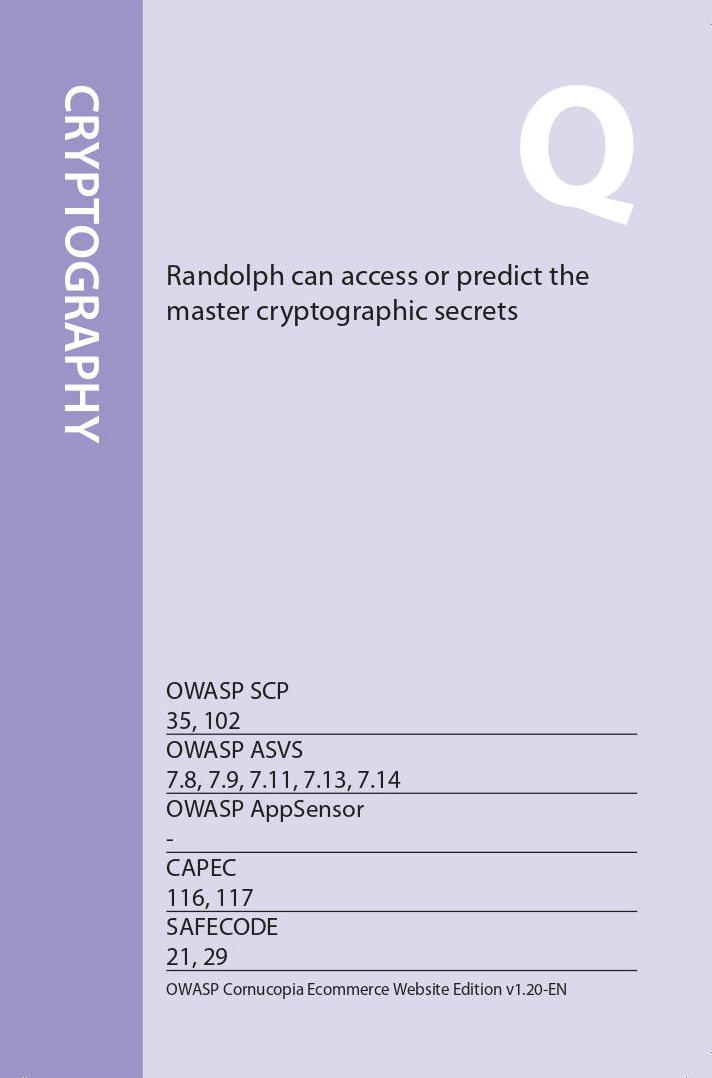 CRYPTOGRAPHY
Q
Randolph can access or predict the
master cryptographic secrets
OWASP SCP
35, 102
OWASP ASVS
7.8, 7.9, 7.11, 7.13, 7.14
OWASP AppSensor
-
CAPEC
116, 117
SAFECODE
21, 29
OWASP Cornucopia Ecommerce Website Edition v1.20-EN